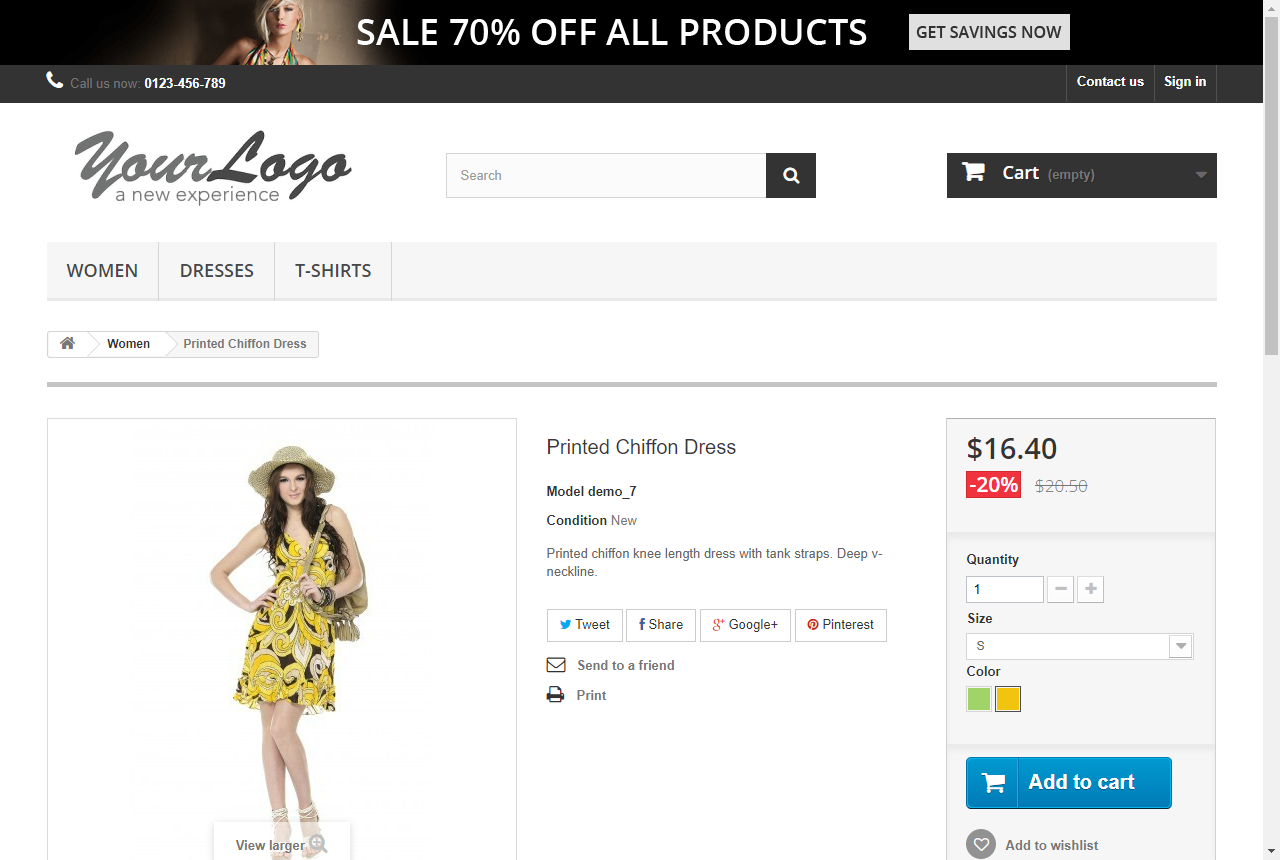 SALE 70% OFF ALL PRODUCTS GET SAVINGS NOW
Call us now: 0123-456-789 Contact us Sign in
YourLogo
a new experience
Search
Cart (empty)
WOMEN DRESSES T-SHIRTS
Women Printed Chiffon Dress
Printed Chiffon Dress
Model demo_7
Condition New
Printed chiffon knee length dress with tank straps. Deep v-
neckline.
Tweet Share Google+ Pinterest
Send to a friend
Print
View larger
$16.40
-20% $20.50
Quantity
1
Size
S
Color
Add to cart
Add to wishlist